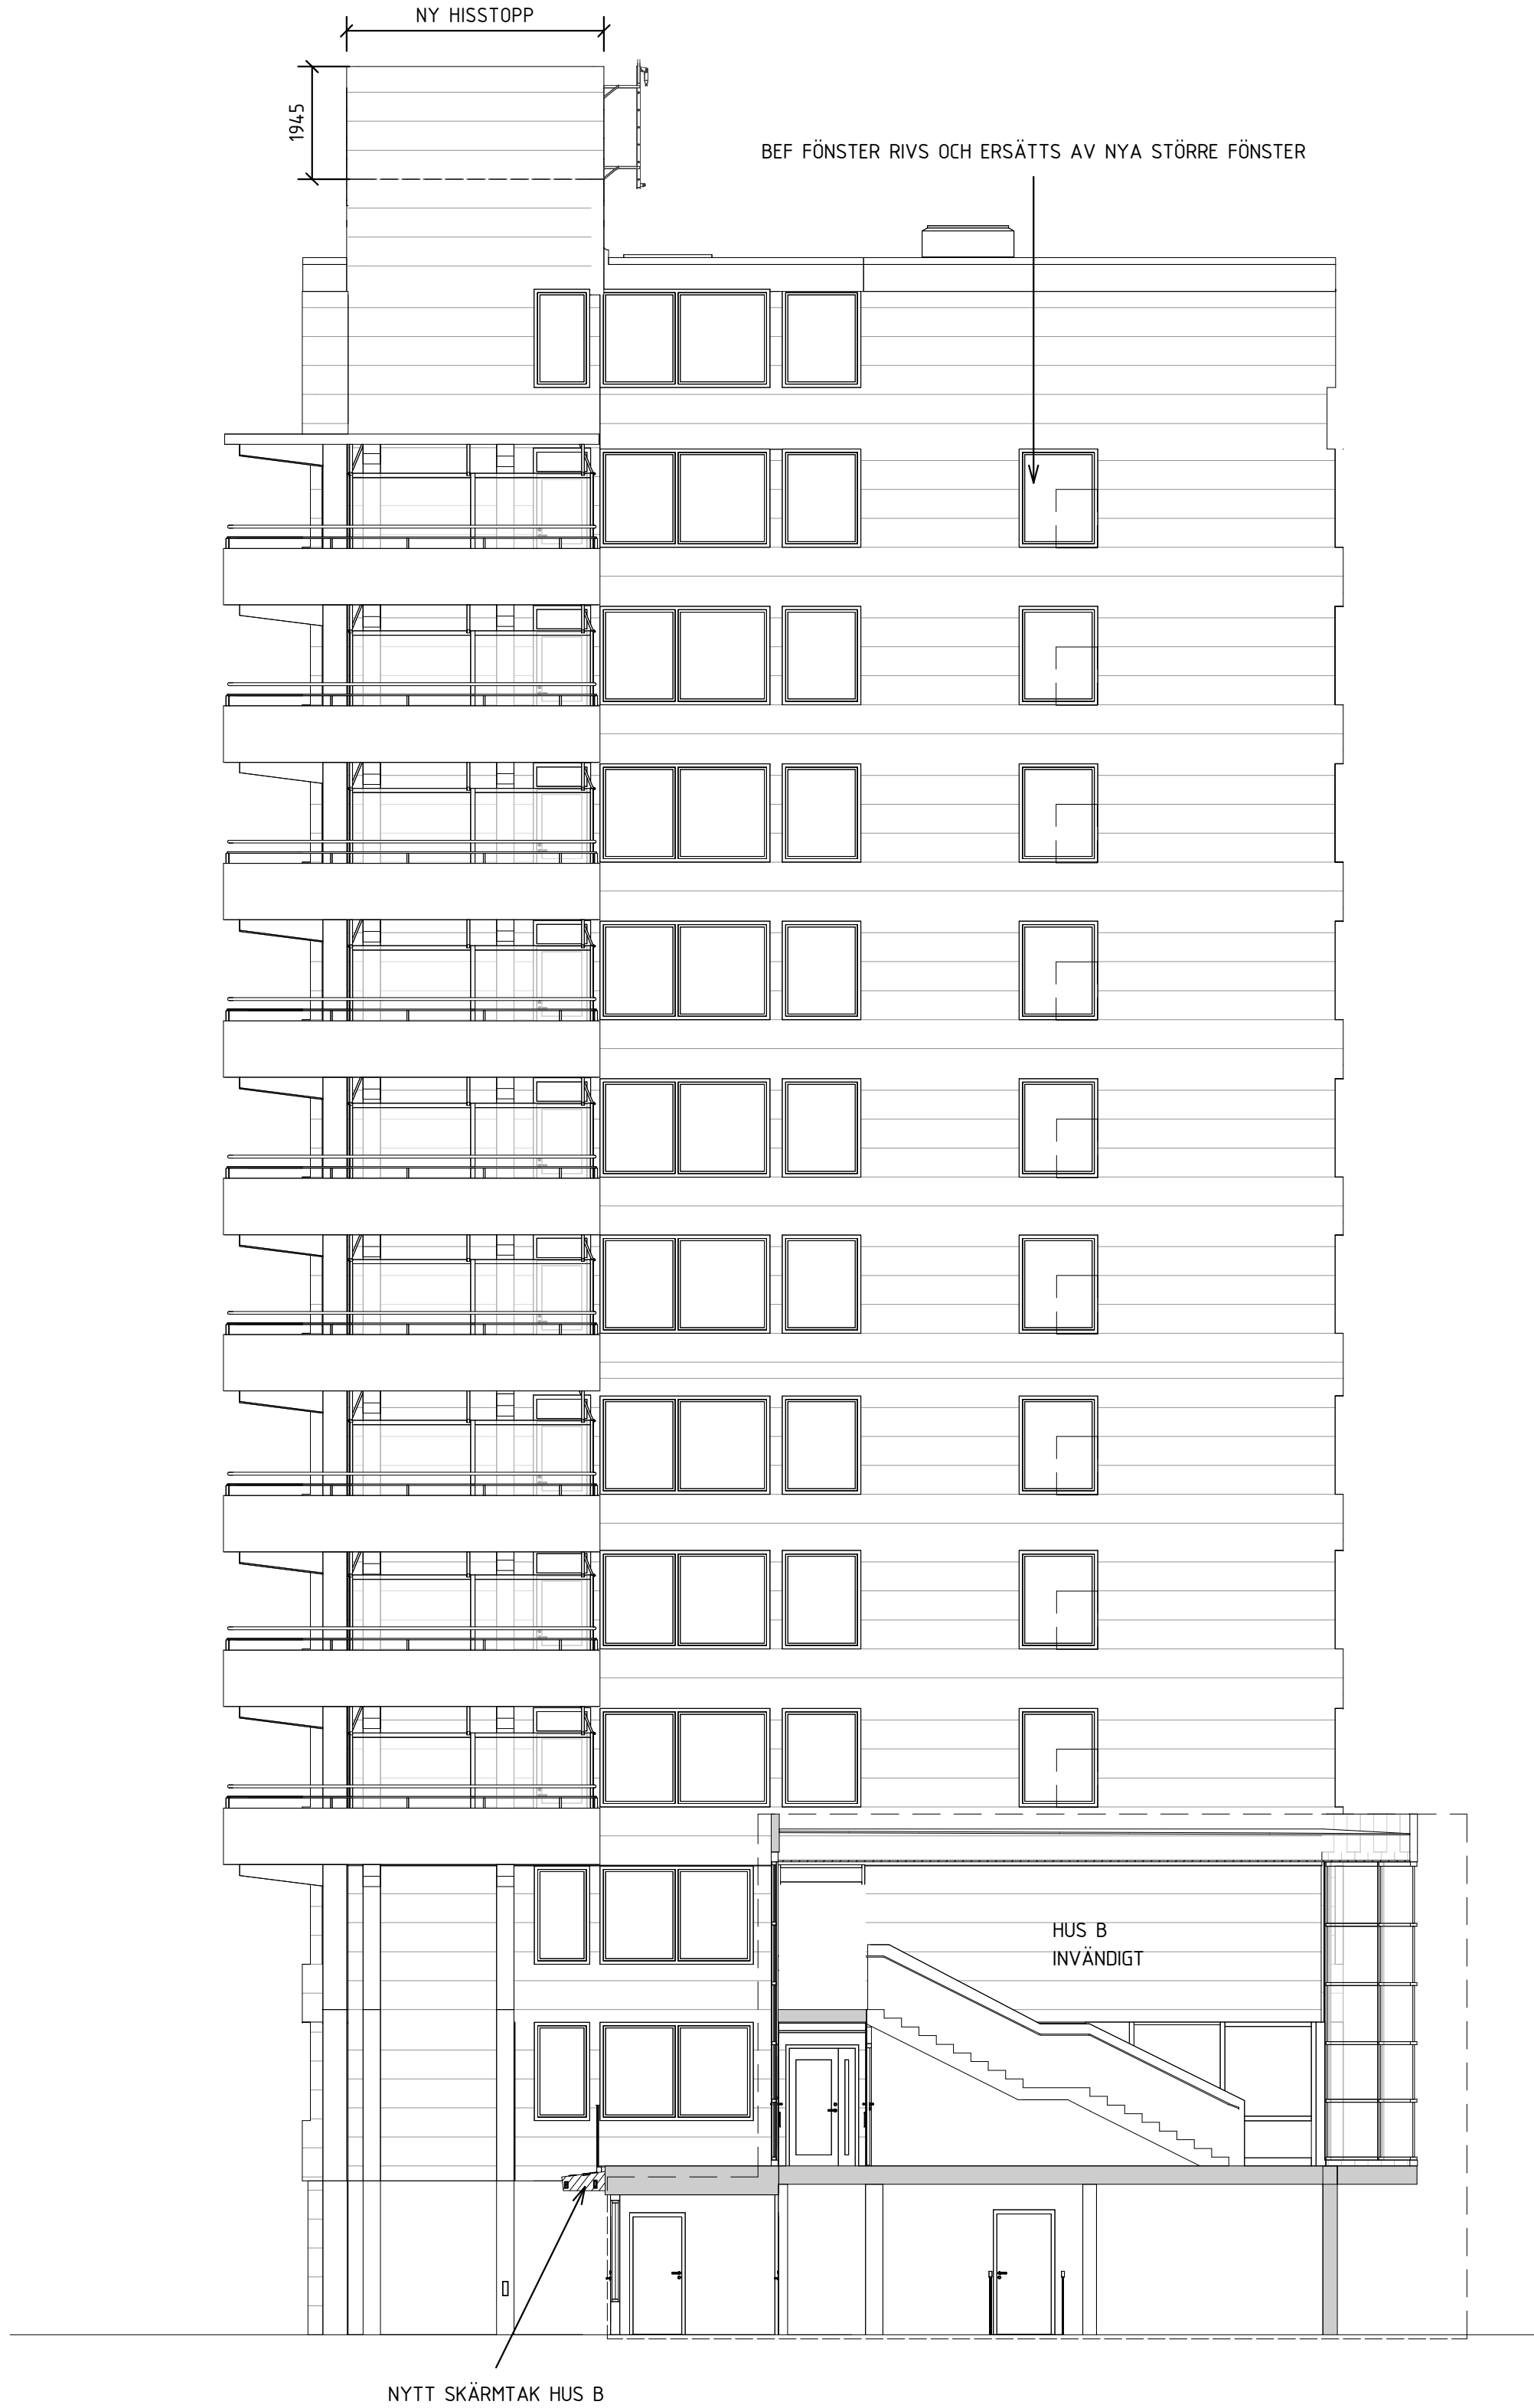 NY HISSTOPP
1945
BEF FÖNSTER RIVS OCH ERSÄTTS AV NYA STÖRRE FÖNSTER
HUS B
INVÄNDIGT
NYTT SKÄRMTAK HUS B